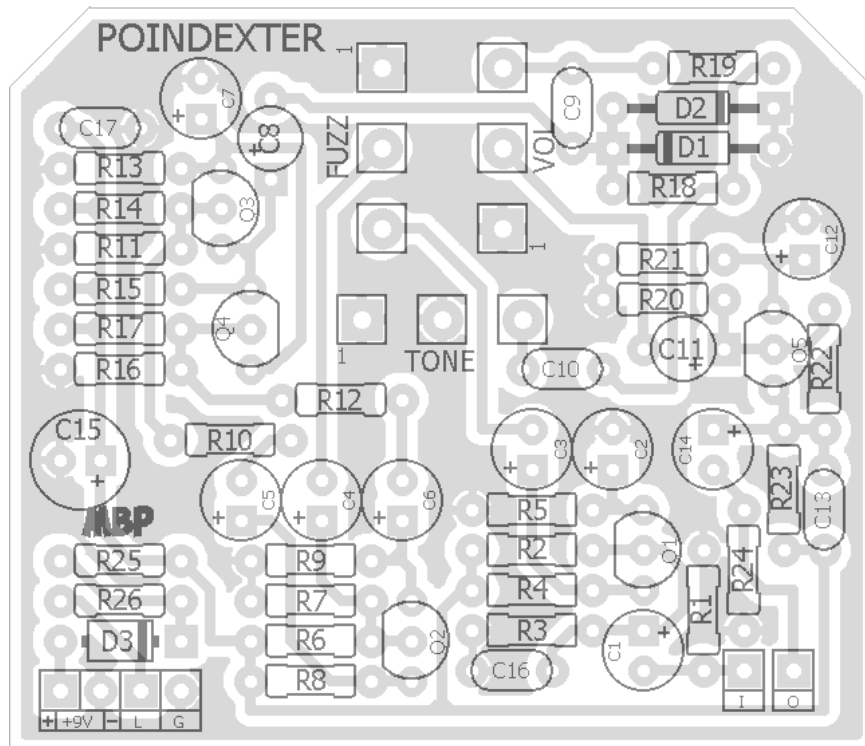 POINDEXTER
1
R19
C7
C9
D2
C17
C8
FUZZ
VOL
D1
R13
R18
R14
Q3
1
C12
R11
R21
R15
R20
R17
Q4
1
TONE
C11
Q5
R16
C10
R22
R12
C15
R10
C3
C2
C14
C5
C4
C6
R23
C13
MBP
R5
R25
R9
R2
Q1
R26
R7
R4
R24
R1
D3
R6
Q2
R3
C1
R8
C16
+ +9V - L G
I O